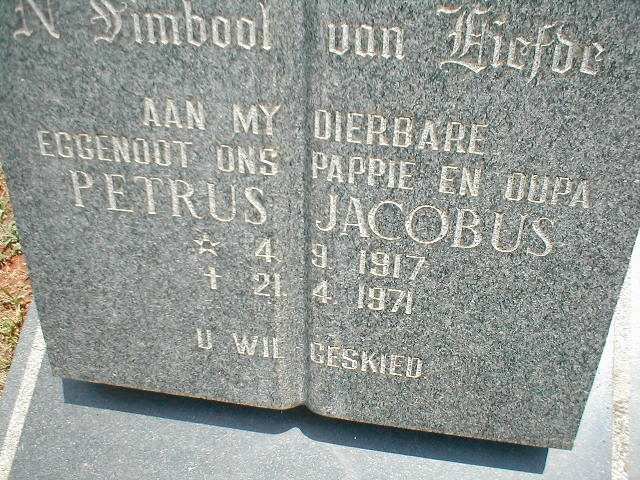 'N Simbool van Liefde
AAN MY DIERBARE
EGGENOOT ONS PAPPIE EN OUPA
PETRUS JACOBUS
☆ 4. 9. 1917
† 21. 4. 1971
U WIL GESKIED